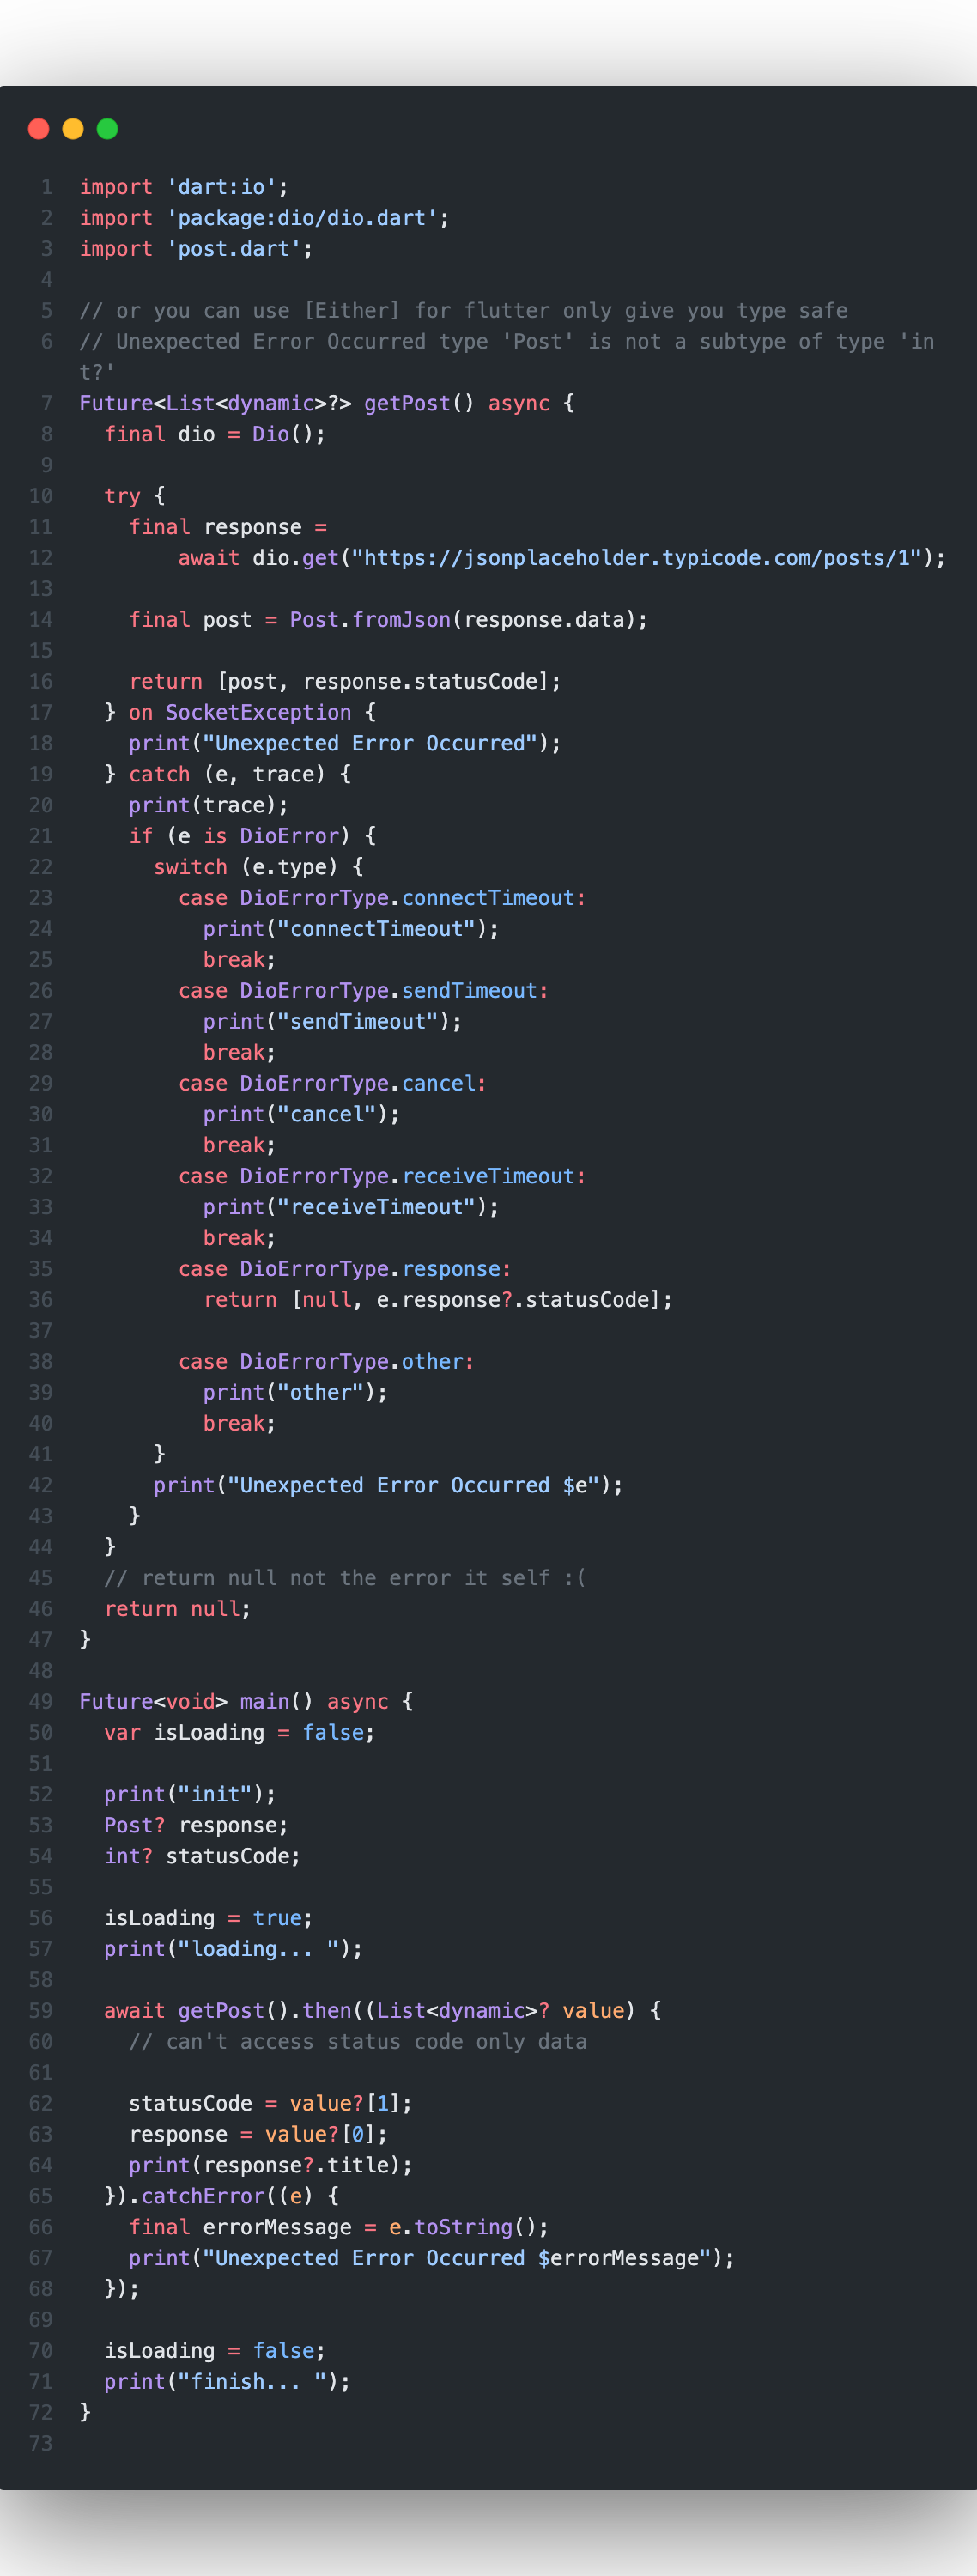 1 import 'dart:io';
2 import 'package:dio/dio.dart';
3 import 'post.dart';
4
5 // or you can use [Either] for flutter only give you type safe
6 // Unexpected Error Occurred type 'Post' is not a subtype of type 'in
t?'
7 Future<List<dynamic>?> getPost() async {
8   final dio = Dio();
9
10   try {
11     final response =
12         await dio.get("https://jsonplaceholder.typicode.com/posts/1");
13
14     final post = Post.fromJson(response.data);
15
16     return [post, response.statusCode];
17   } on SocketException {
18     print("Unexpected Error Occurred");
19   } catch (e, trace) {
20     print(trace);
21     if (e is DioError) {
22       switch (e.type) {
23         case DioErrorType.connectTimeout:
24           print("connectTimeout");
25           break;
26         case DioErrorType.sendTimeout:
27           print("sendTimeout");
28           break;
29         case DioErrorType.cancel:
30           print("cancel");
31           break;
32         case DioErrorType.receiveTimeout:
33           print("receiveTimeout");
34           break;
35         case DioErrorType.response:
36           return [null, e.response?.statusCode];
37
38         case DioErrorType.other:
39           print("other");
40           break;
41       }
42       print("Unexpected Error Occurred $e");
43     }
44   }
45   // return null not the error it self :(
46   return null;
47 }
48
49 Future<void> main() async {
50   var isLoading = false;
51
52   print("init");
53   Post? response;
54   int? statusCode;
55
56   isLoading = true;
57   print("loading... ");
58
59   await getPost().then((List<dynamic>? value) {
60     // can't access status code only data
61
62     statusCode = value?[1];
63     response = value?[0];
64     print(response?.title);
65   }).catchError((e) {
66     final errorMessage = e.toString();
67     print("Unexpected Error Occurred $errorMessage");
68   });
69
70   isLoading = false;
71   print("finish... ");
72 }
73